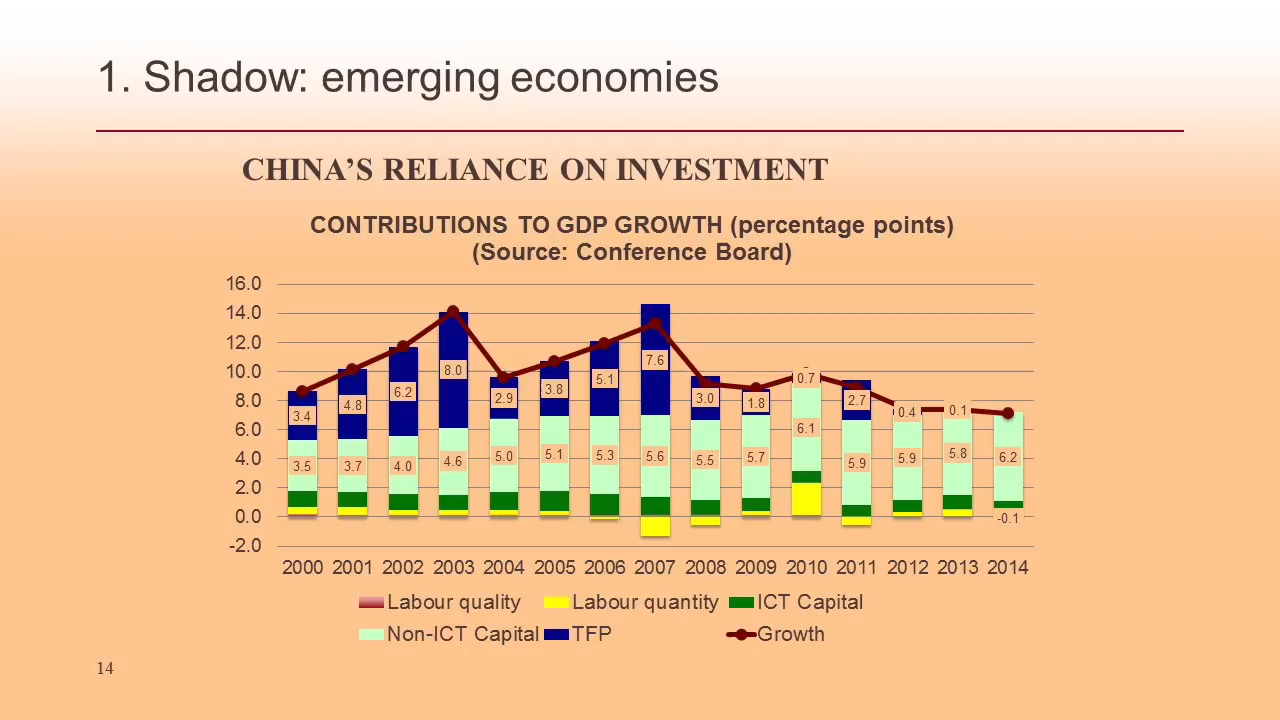 1. Shadow: emerging economies
CHINA’S RELIANCE ON INVESTMENT
CONTRIBUTIONS TO GDP GROWTH (percentage points)
(Source: Conference Board)
16.0
14.0
12.0
10.0
8.0
6.0
4.0
2.0
0.0
-2.0
3.4 4.8 6.2 8.0 2.9 3.8 5.1 7.6 3.0 1.8 0.7 2.7 0.4 0.1 -0.1
3.5 3.7 4.0 4.6 5.0 5.1 5.3 5.6 5.5 5.7 6.1 5.9 5.9 5.8 6.2
2000 2001 2002 2003 2004 2005 2006 2007 2008 2009 2010 2011 2012 2013 2014
Labour quality Labour quantity ICT Capital
Non-ICT Capital TFP Growth
14